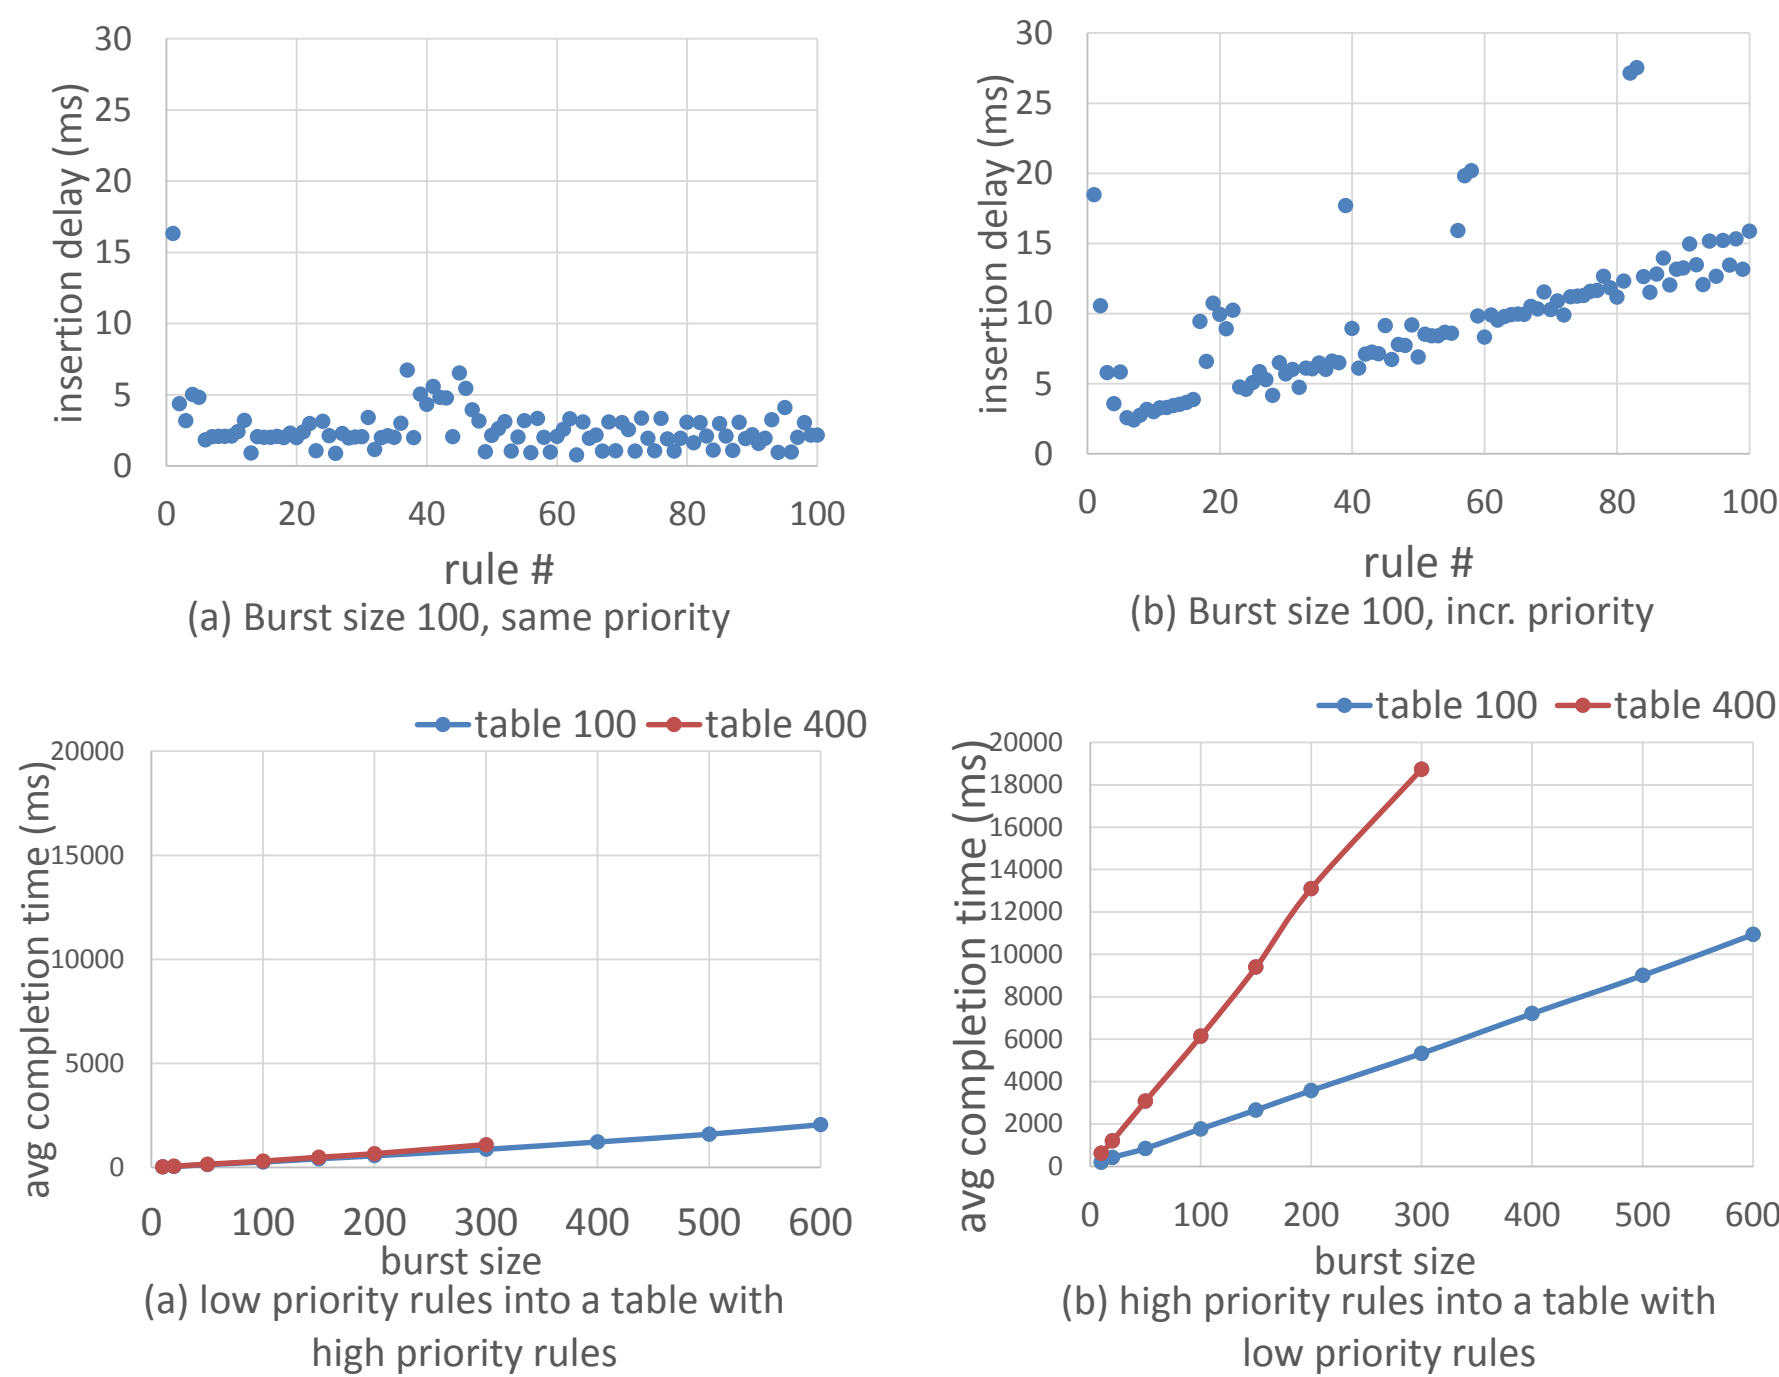 30
25
20
15
10
5
0
insertion delay (ms)
0 20 40 60 80 100
rule #
(a) Burst size 100, same priority
30
25
20
15
10
5
0
insertion delay (ms)
0 20 40 60 80 100
rule #
(b) Burst size 100, incr. priority
table 100 table 400
20000
15000
10000
5000
0
avg completion time (ms)
0 100 200 300 400 500 600
burst size
(a) low priority rules into a table with
high priority rules
table 100 table 400
20000
18000
16000
14000
12000
10000
8000
6000
4000
2000
0
avg completion time (ms)
0 100 200 300 400 500 600
burst size
(b) high priority rules into a table with
low priority rules